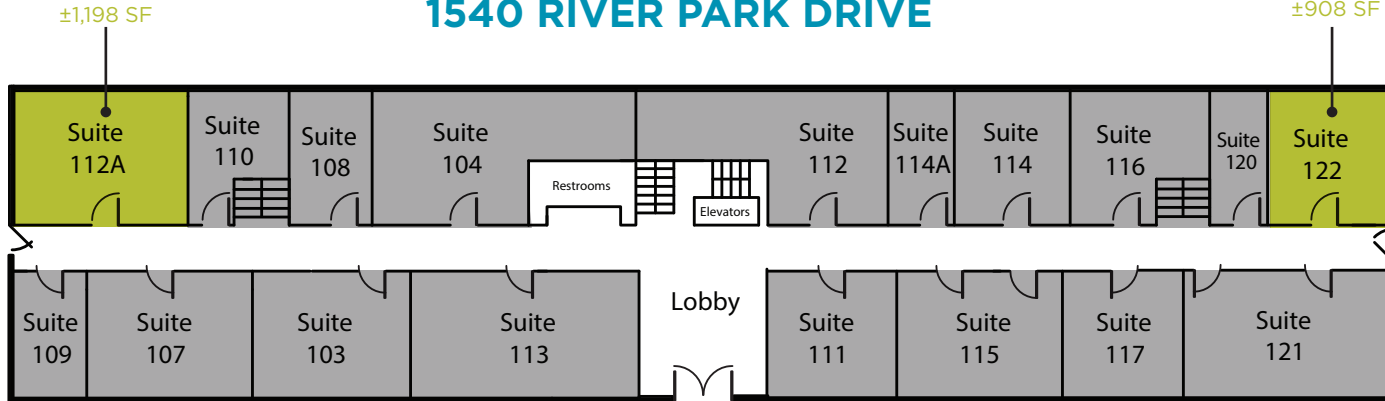 1540 RIVER PARK DRIVE
±1,198 SF
±908 SF
Suite
112A
Suite
110
Suite
108
Suite
104
Restrooms
Elevators
Suite
112
Suite
114A
Suite
114
Suite
116
Suite
120
Suite
122
Suite
109
Suite
107
Suite
103
Suite
113
Lobby
Suite
111
Suite
115
Suite
117
Suite
121